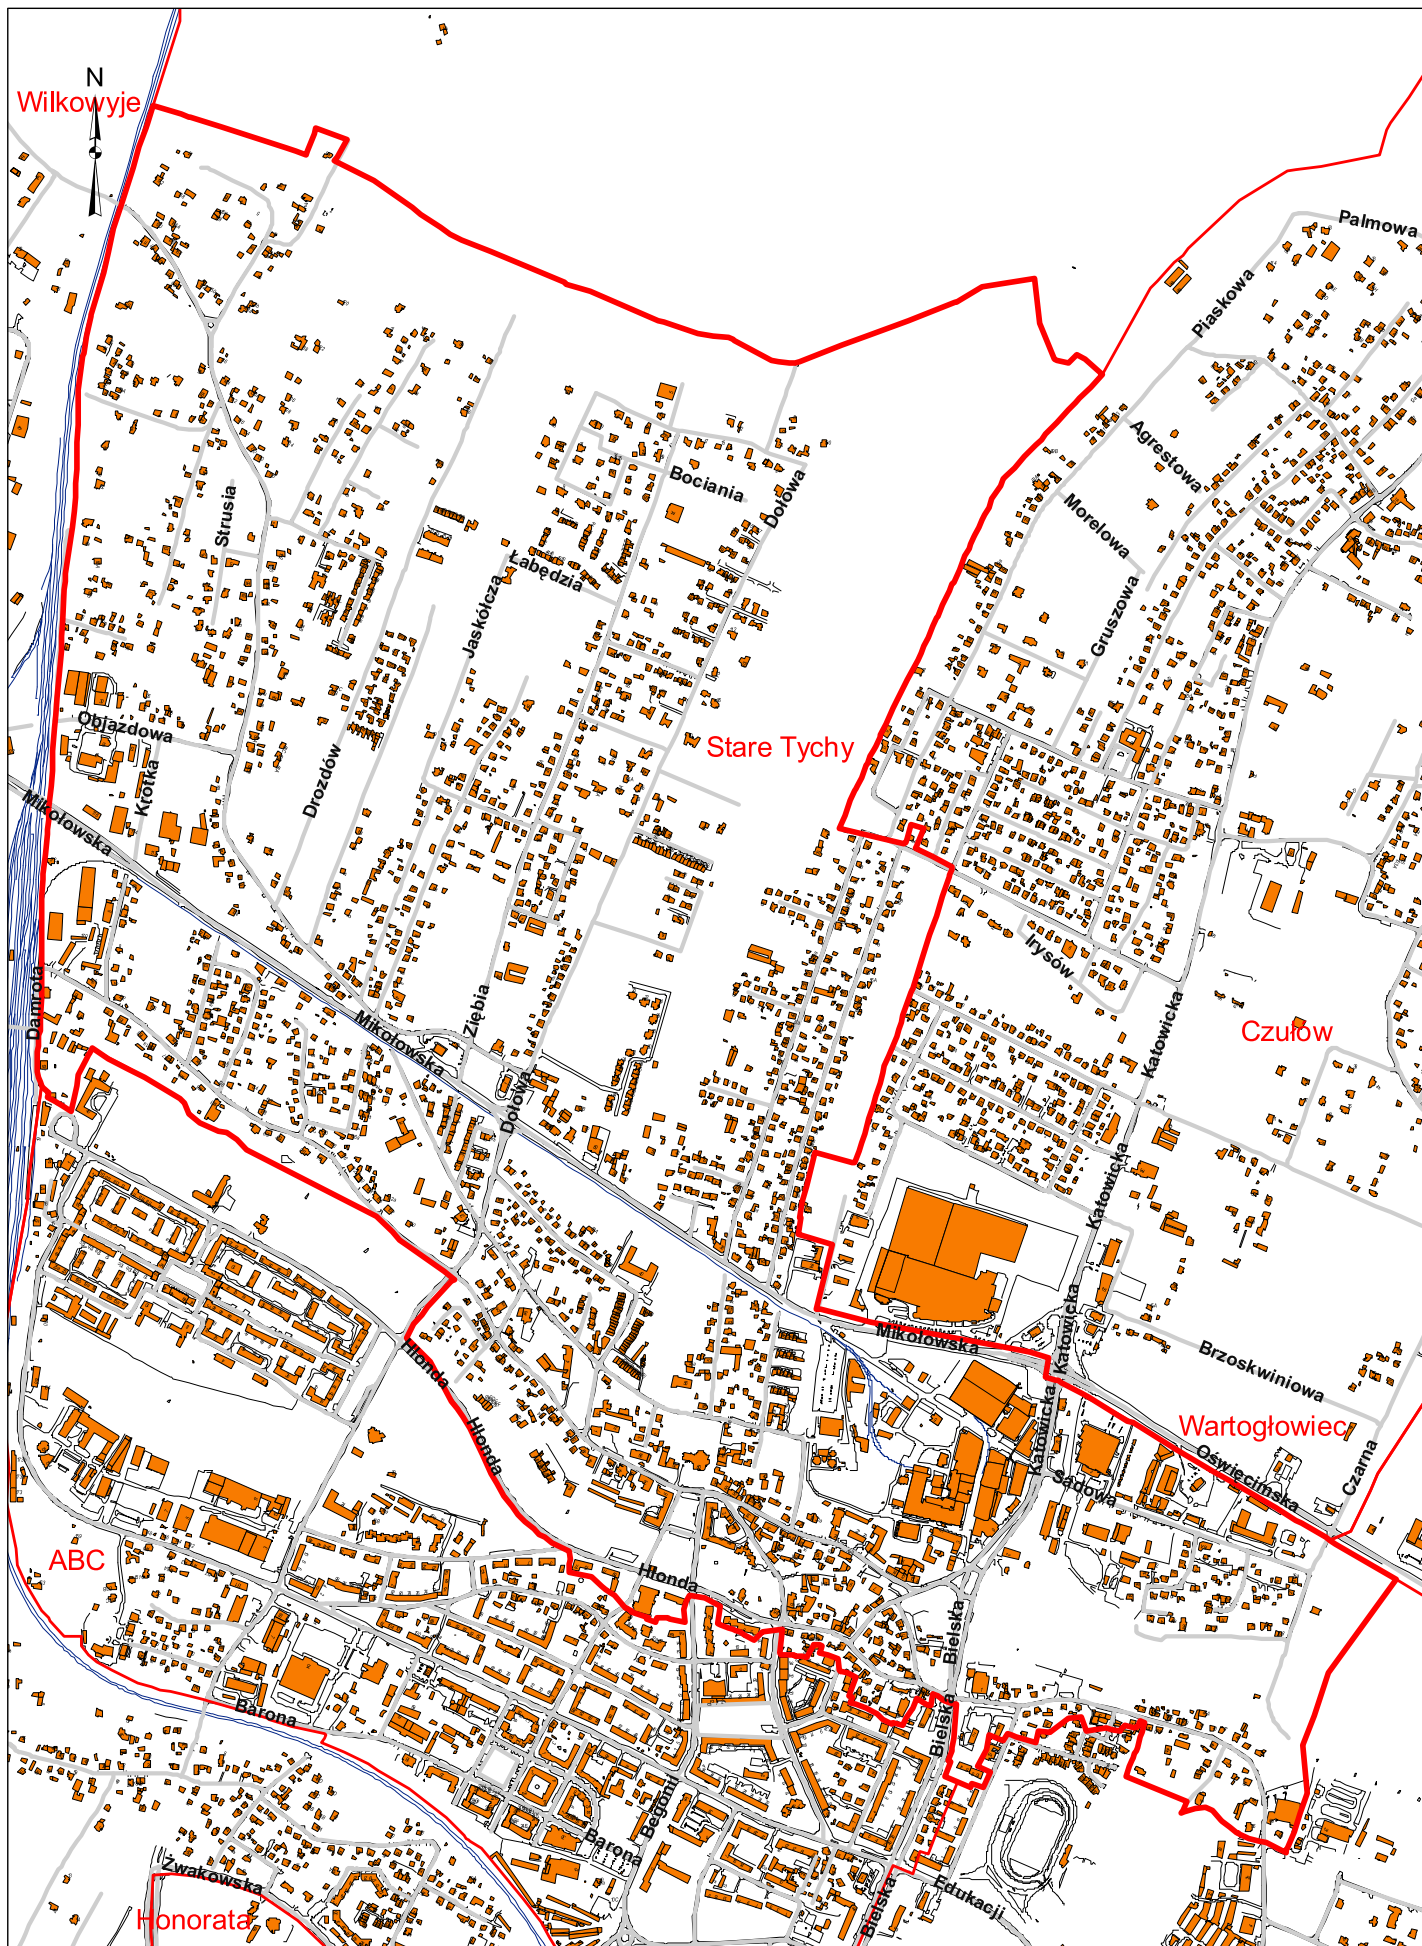 N
Wilkowyje
Palmowa
Piaskowa
Agrestowa
Bociania
Dołowa
Strusia
Morelowa
Łabędzia
Jaskółcza
Gruszowa
Objazdowa
Stare Tychy
Krótka
Drozdów
Mikołowska
Irysów
Damrota
Ziębia
Mikołowska
Katowicka
Czułów
Dołowa
Katowicka
Katowicka
Mikołowska
Hlonda
Brzoskwiniowa
Katowicka
Wartogłowiec
Hlonda
Oświęcimska
Czarna
Sadowa
ABC
Hlonda
Bielska
Barona
Bielska
Begonii
Barona
Żwakowska
Edukacji
Bielska
Honorata